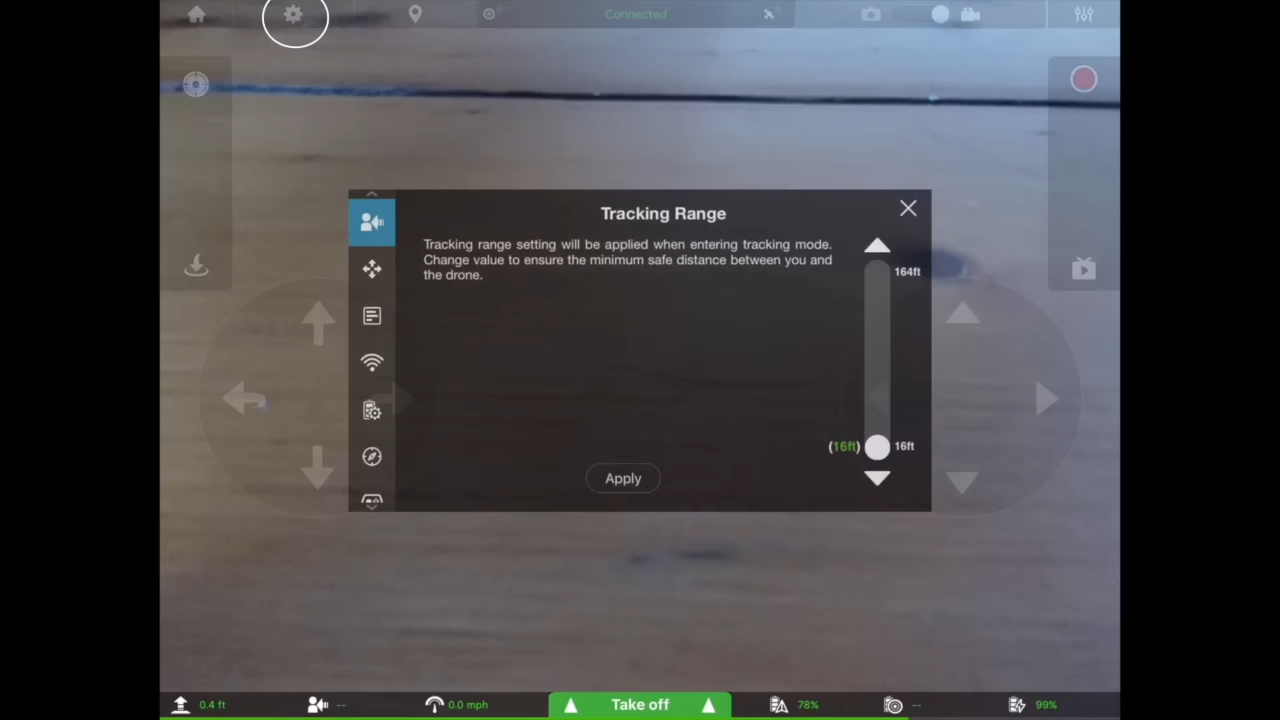 Connected
Tracking Range
Tracking range setting will be applied when entering tracking mode.
Change value to ensure the minimum safe distance between you and
the drone.
164ft
(16ft) 16ft
Apply
0.4 ft -- 0.0 mph Take off 78% -- 99%